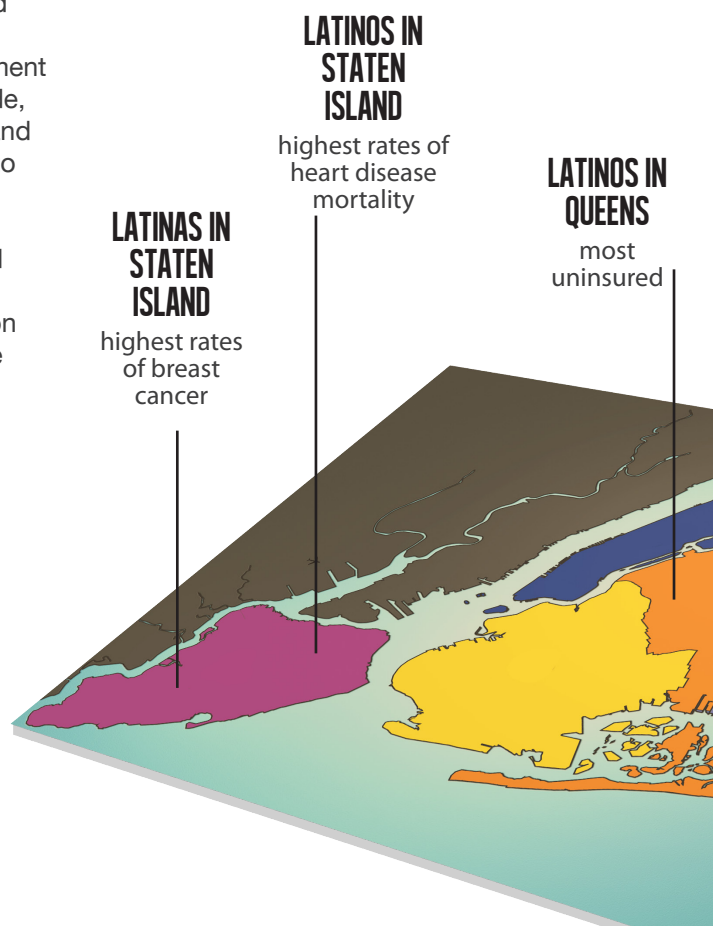 LATINOS IN
STATEN
ISLAND
highest rates of
heart disease
mortality
LATINOS IN
QUEENS
most
uninsured
LATINAS IN
STATEN
ISLAND
highest rates
of breast
cancer